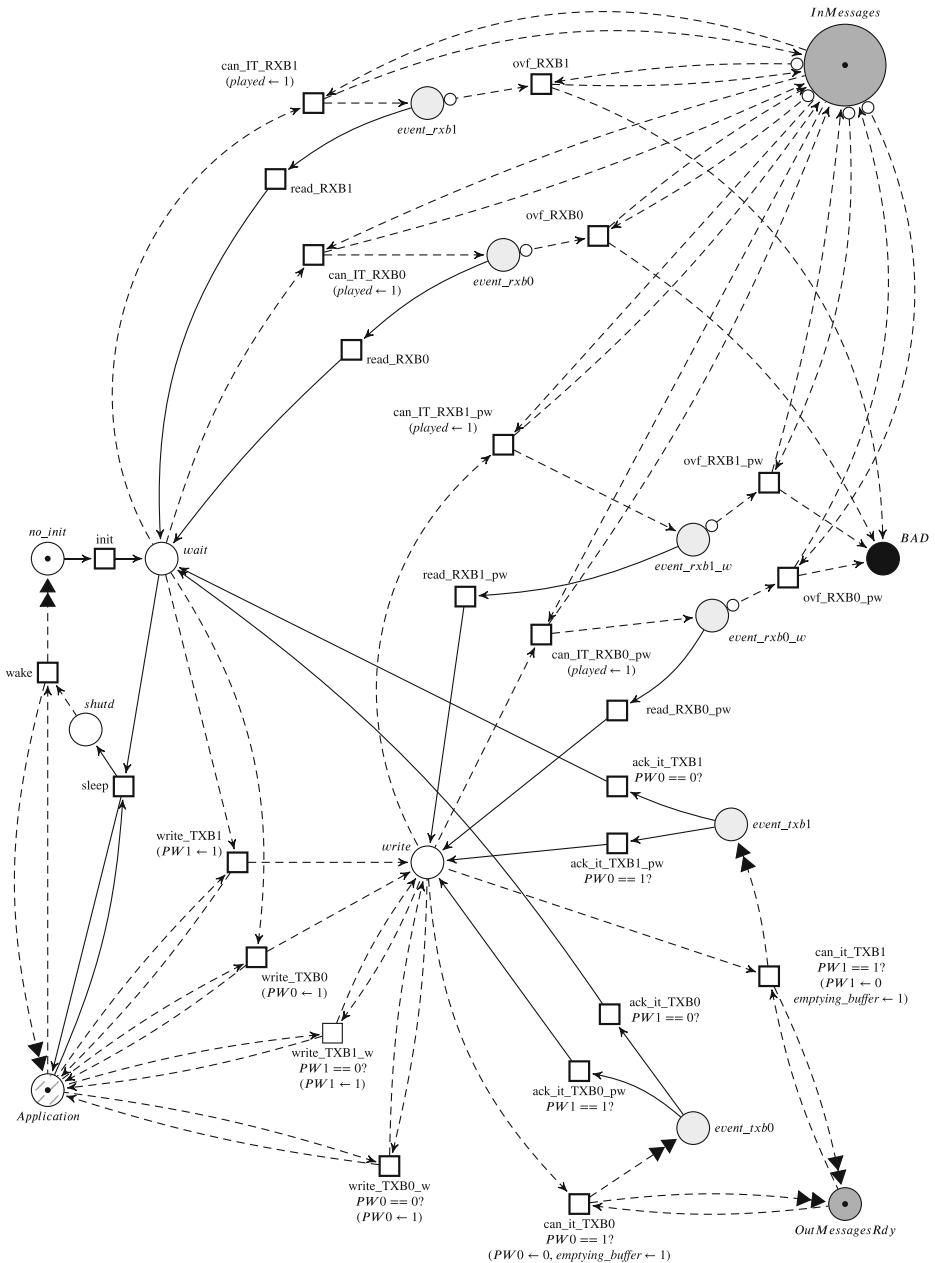 InMessages
can_IT_RXB1
(played ← 1)
ovf_RXB1
event_rxb1
read_RXB1
ovf_RXB0
can_IT_RXB0
(played ← 1)
event_rxb0
read_RXB0
can_IT_RXB1_pw
(played ← 1)
ovf_RXB1_pw
no_init
init
wait
BAD
event_rxb1_w
read_RXB1_pw
ovf_RXB0_pw
event_rxb0_w
can_IT_RXB0_pw
(played ← 1)
wake
shutd
read_RXB0_pw
ack_it_TXB1
PW0 == 0?
sleep
event_txb1
write_TXB1
(PW1 ← 1)
write
ack_it_TXB1_pw
PW0 == 1?
can_it_TXB1
PW1 == 1?
(PW1 ← 0
emptying_buffer ← 1)
write_TXB0
(PW0 ← 1)
ack_it_TXB0
PW1 == 0?
write_TXB1_w
PW1 == 0?
(PW1 ← 1)
ack_it_TXB0_pw
PW1 == 1?
Application
event_txb0
write_TXB0_w
PW0 == 0?
(PW0 ← 1)
can_it_TXB0
PW0 == 1?
(PW0 ← 0, emptying_buffer ← 1)
OutMessagesRdy